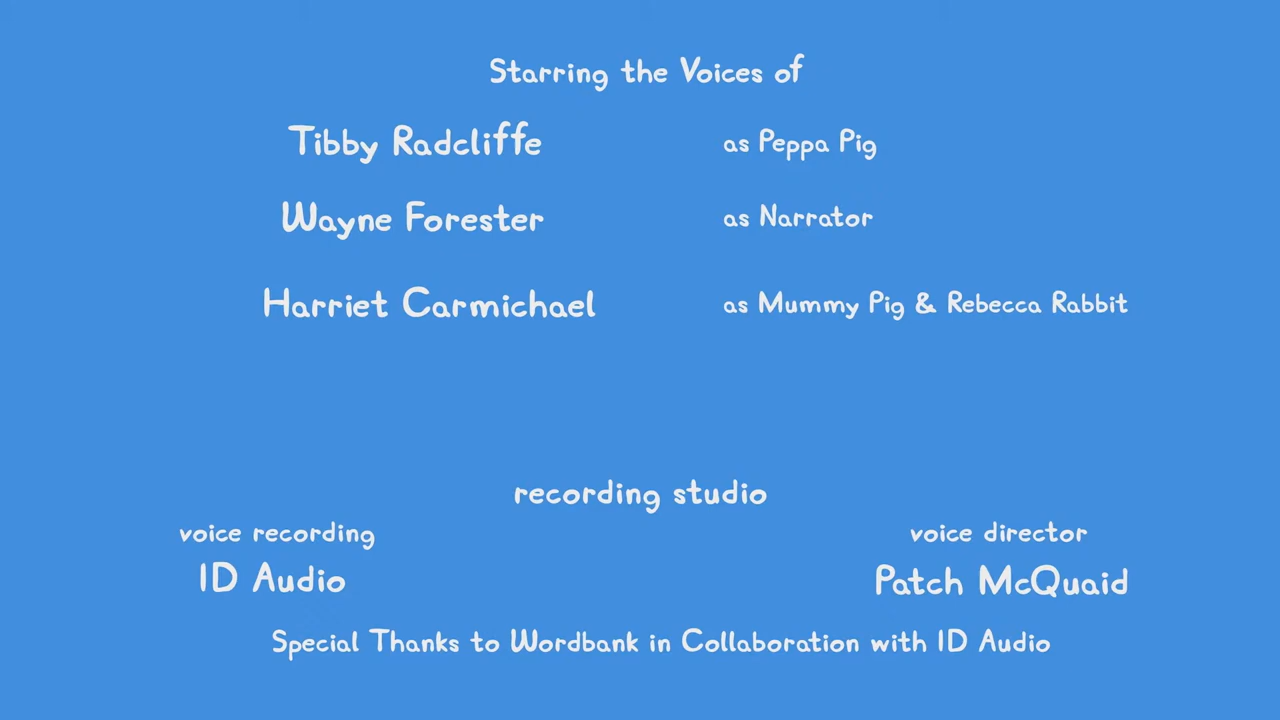 Starring the Voices of
Tibby Radcliffe as Peppa Pig
Wayne Forester as Narrator
Harriet Carmichael as Mummy Pig & Rebecca Rabbit
recording studio
voice recording voice director
ID Audio Patch McQuaid
Special Thanks to Wordbank in Collaboration with ID Audio